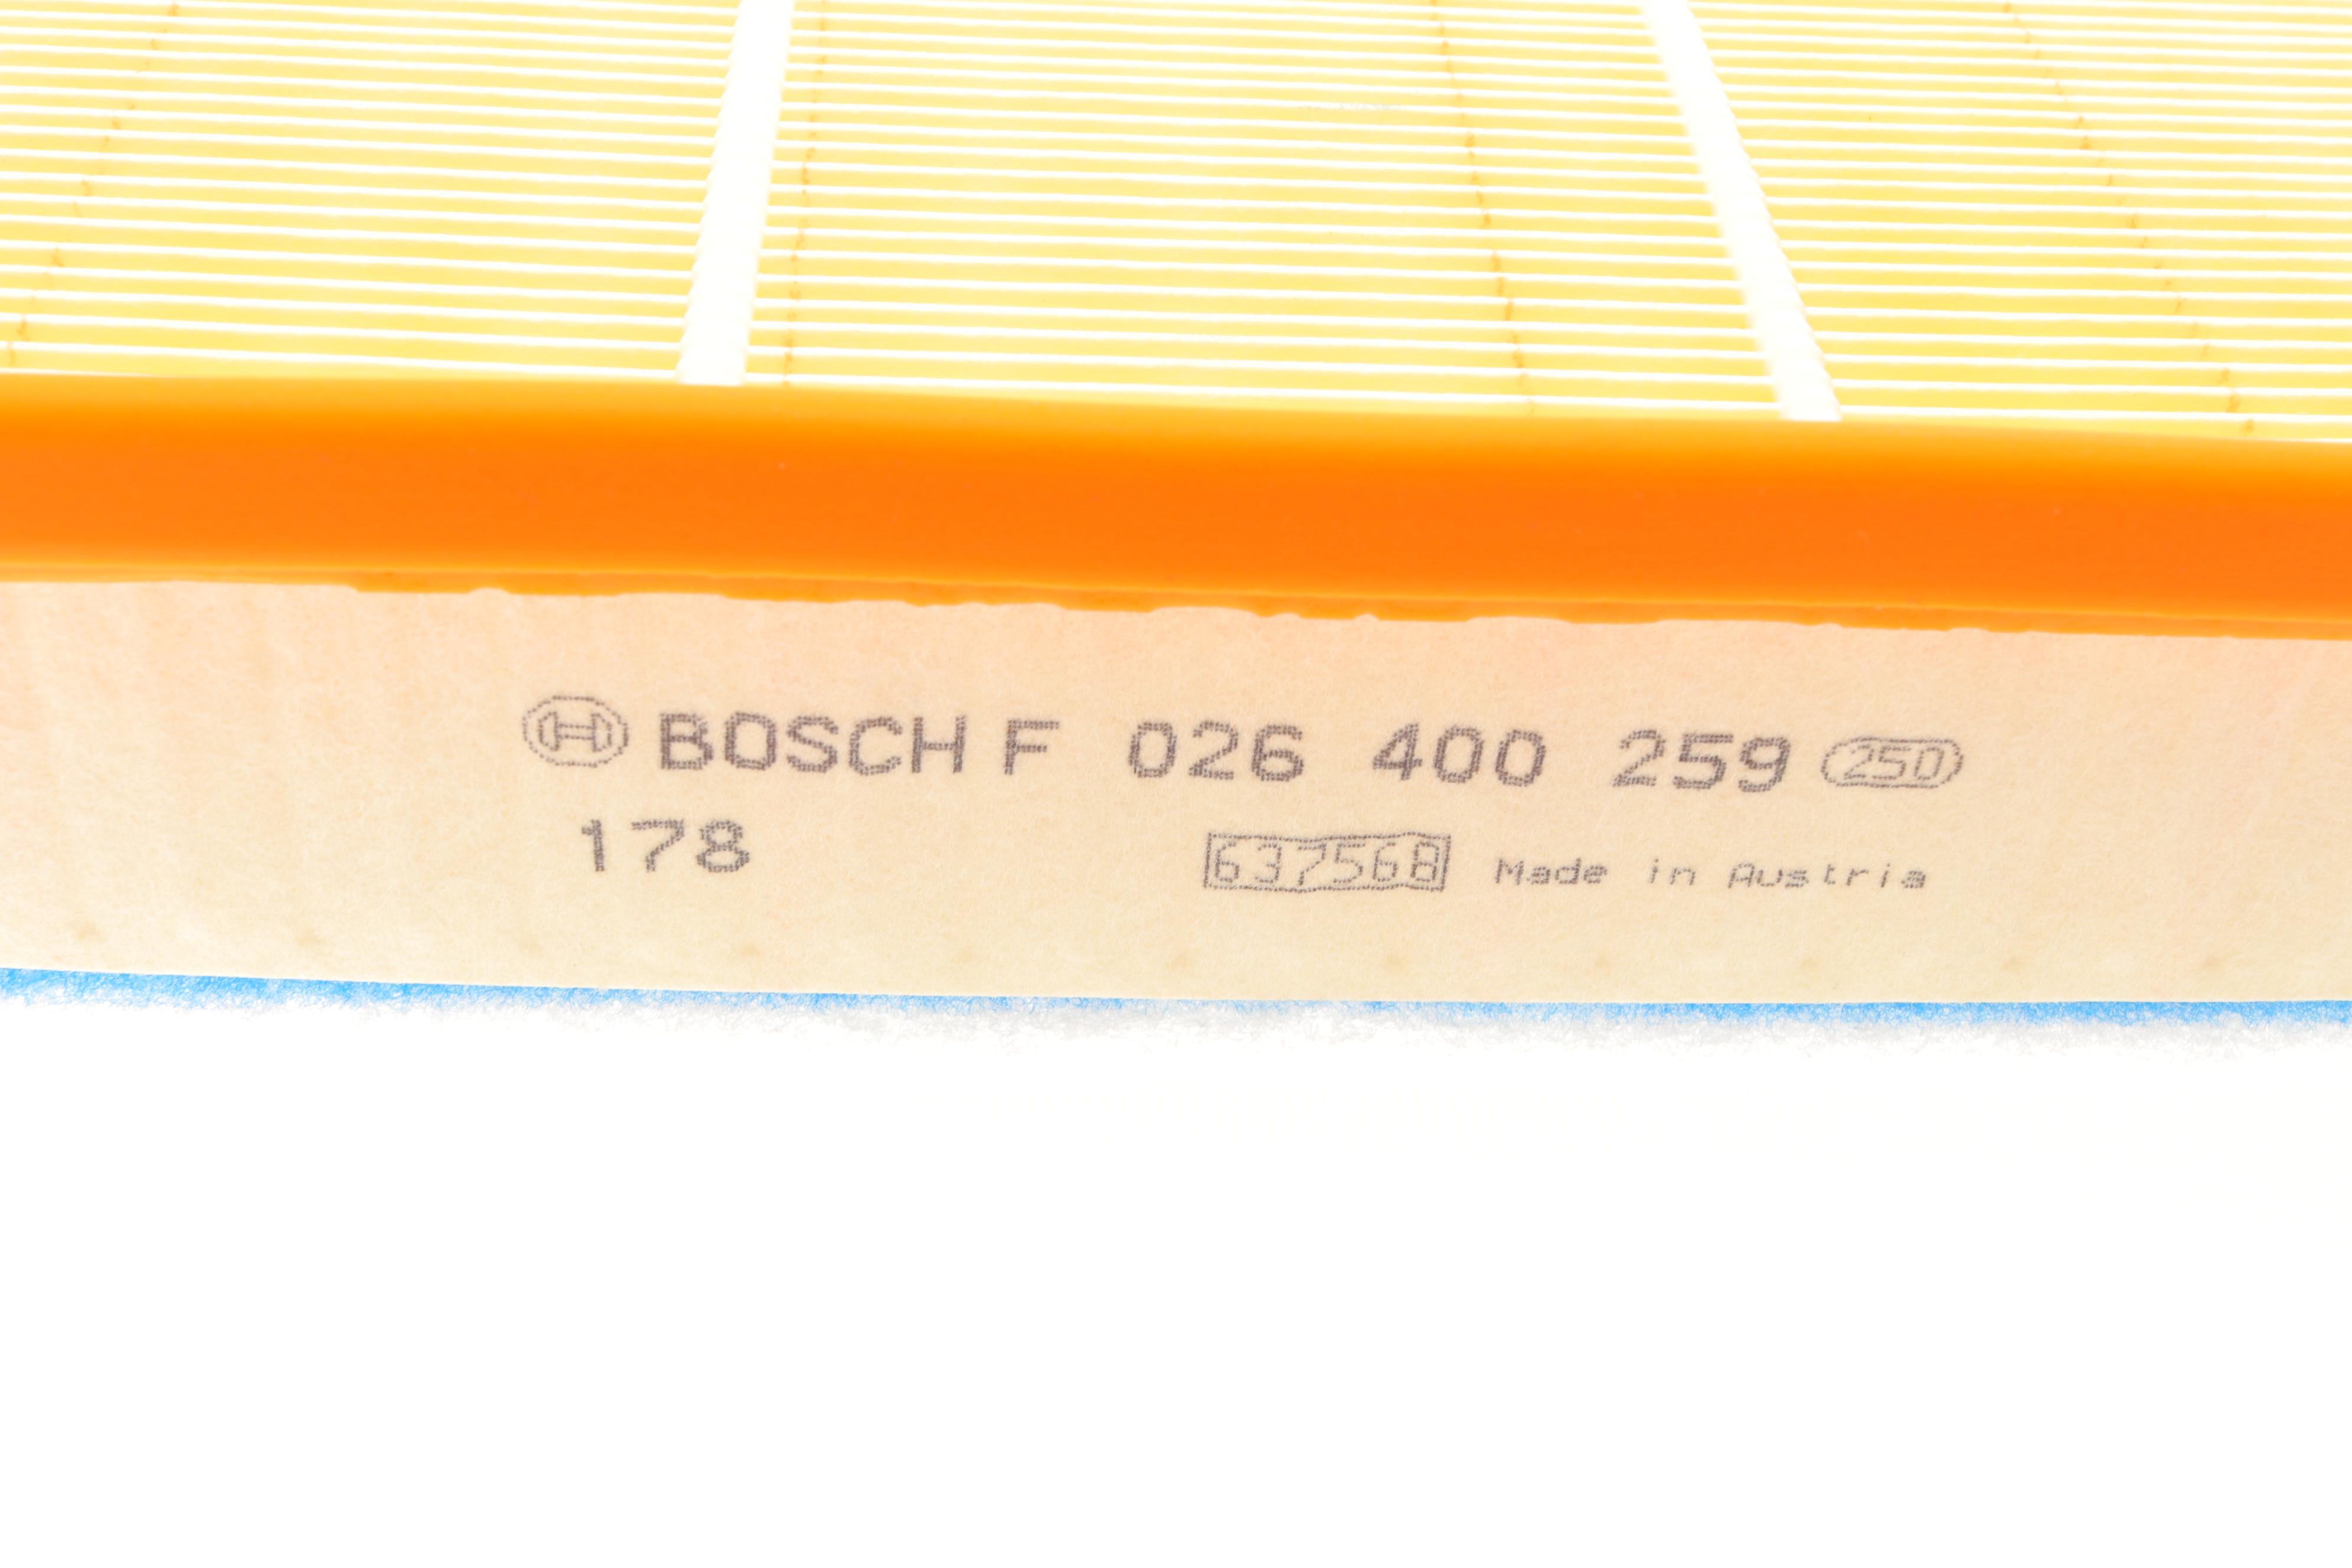 BOSCH F 026 400 259 250
178 637568 Made in Austria